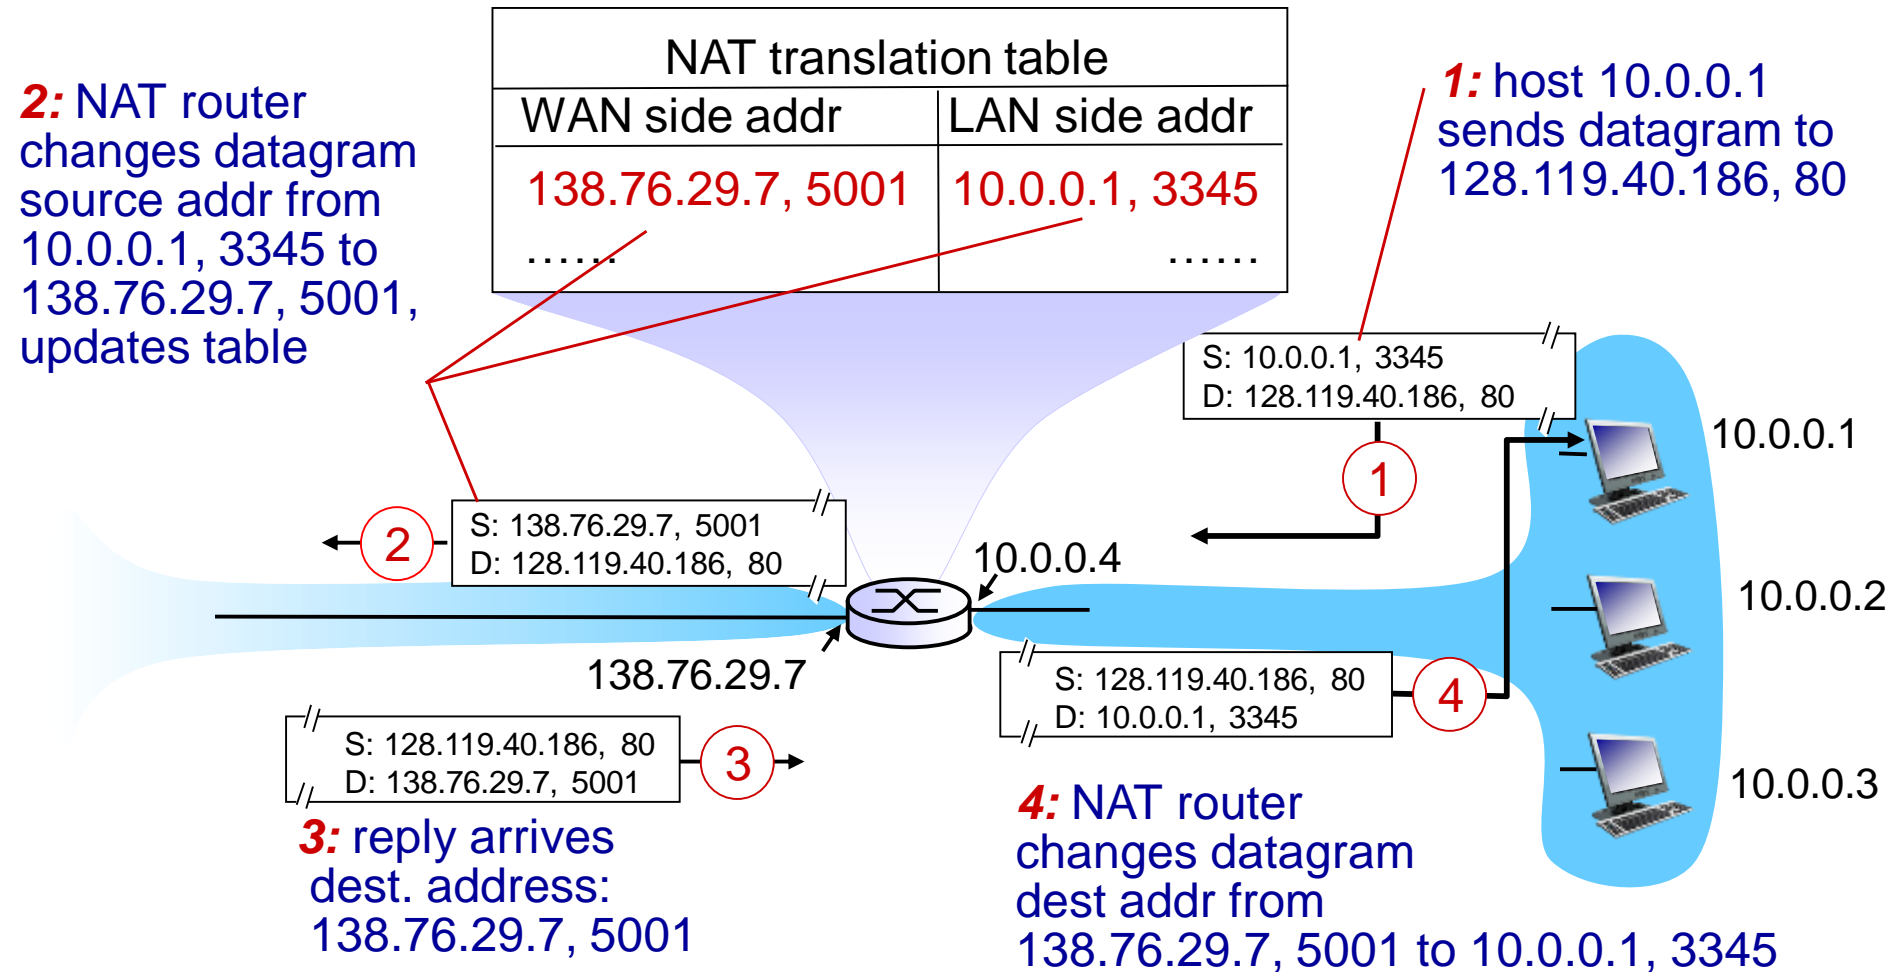 NAT translation table
WAN side addr LAN side addr
138.76.29.7, 5001 10.0.0.1, 3345
...... ......
2: NAT router
changes datagram
source addr from
10.0.0.1, 3345 to
138.76.29.7, 5001,
updates table
1: host 10.0.0.1
sends datagram to
128.119.40.186, 80
S: 10.0.0.1, 3345
D: 128.119.40.186, 80
1
10.0.0.1
S: 138.76.29.7, 5001
D: 128.119.40.186, 80
2
10.0.0.4
10.0.0.2
138.76.29.7
S: 128.119.40.186, 80
D: 10.0.0.1, 3345
4
S: 128.119.40.186, 80
D: 138.76.29.7, 5001
3
10.0.0.3
3: reply arrives
dest. address:
138.76.29.7, 5001
4: NAT router
changes datagram
dest addr from
138.76.29.7, 5001 to 10.0.0.1, 3345